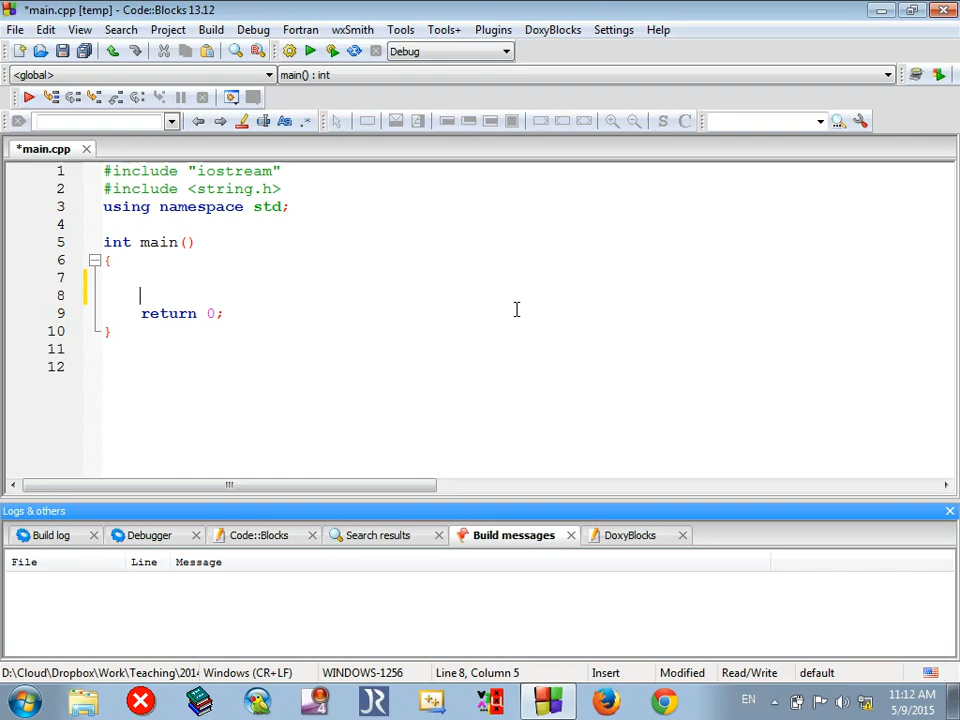 *main.cpp [temp] - Code::Blocks 13.12
File Edit View Search Project Build Debug Fortran wxSmith Tools Tools+ Plugins DoxyBlocks Settings Help
Debug
<global> main() : int
*main.cpp
1 #include "iostream"
2 #include <string.h>
3 using namespace std;
4
5 int main()
6 {
7
8
9 return 0;
10 }
11
12
Logs & others
Build log Debugger Code::Blocks Search results Build messages DoxyBlocks
File Line Message
D:\Cloud\Dropbox\Work\Teaching\201 Windows (CR+LF) WINDOWS-1256 Line 8, Column 5 Insert Modified Read/Write default
EN 11:12 AM
5/9/2015